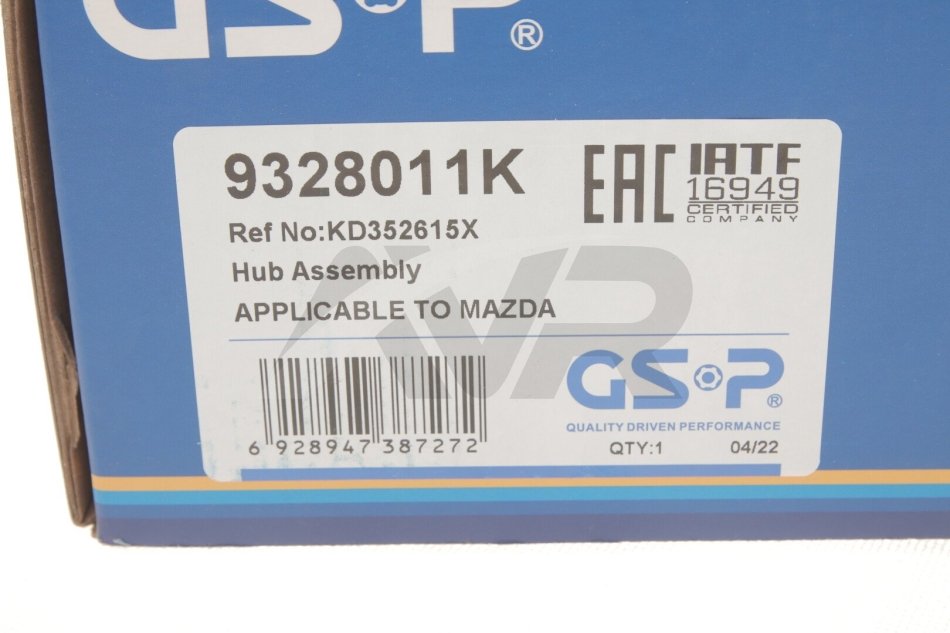 GS·P®
9328011K
EAC
IATF
16949
CERTIFIED
COMPANY
Ref No:KD352615X
Hub Assembly
APPLICABLE TO MAZDA
VR
GS·P®
QUALITY DRIVEN PERFORMANCE
QTY:1 04/22
6 928947 387272